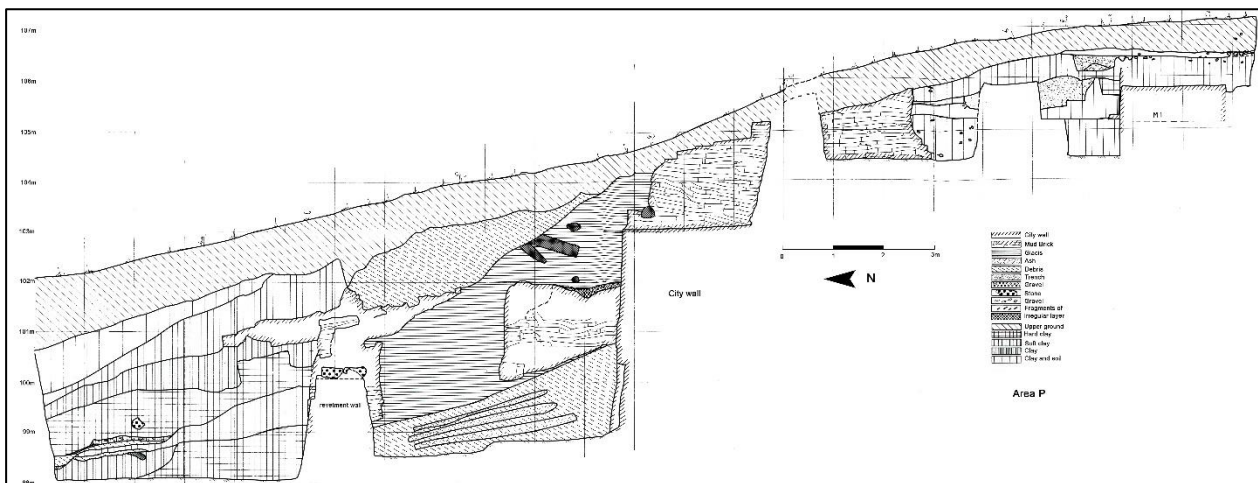 107m
106m
105m
104m
103m
102m
101m
100m
99m
98m
M1
0 1 2 3m
N
City wall
revetment wall
City wall
Mud Brick
Glacis
Ash
Debris
Trench
Gravel
Stone
Gravel
Fragments of
Irregular layer
Upper ground
Hard clay
Soft clay
Clay
Clay and soil
Area P